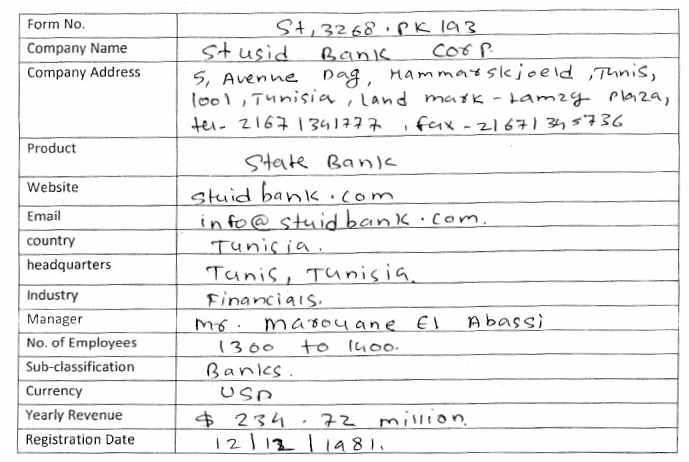 Form No. St, 3268 . PK 193
Company Name Stusid Bank Corp.
Company Address 5, Avenue Dag, Hammarskjoeld, Tunis,
1001, Tunisia, Land mark - Lamzg Plaza,
tel- 21671341777, fax - 21671345736
Product State Bank
Website stuid bank.com
Email info@stuidbank.com.
country Tunisia.
headquarters Tunis, Tunisia.
Industry Financials.
Manager Mr. Marouane El Abassi
No. of Employees 1300 to 1400.
Sub-classification Banks.
Currency USD
Yearly Revenue $ 234.72 million.
Registration Date 12|12|1981.